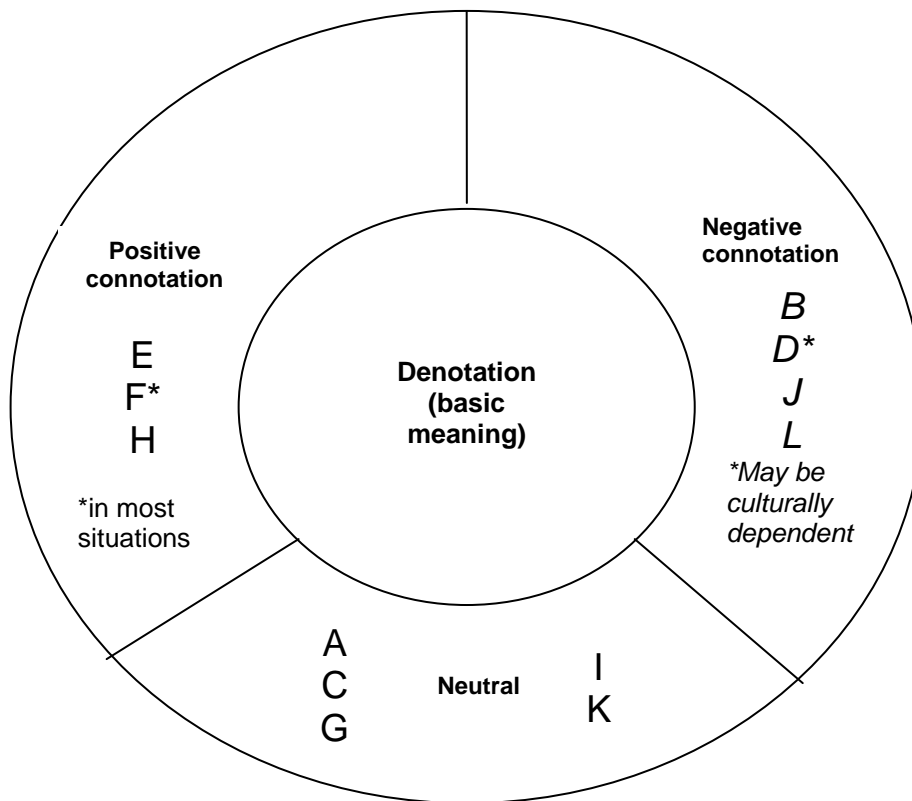 Positive
connotation
E
F*
H
*in most
situations
Denotation
(basic
meaning)
Negative
connotation
B
D*
J
L
*May be
culturally
dependent
A
C
G
Neutral
I
K